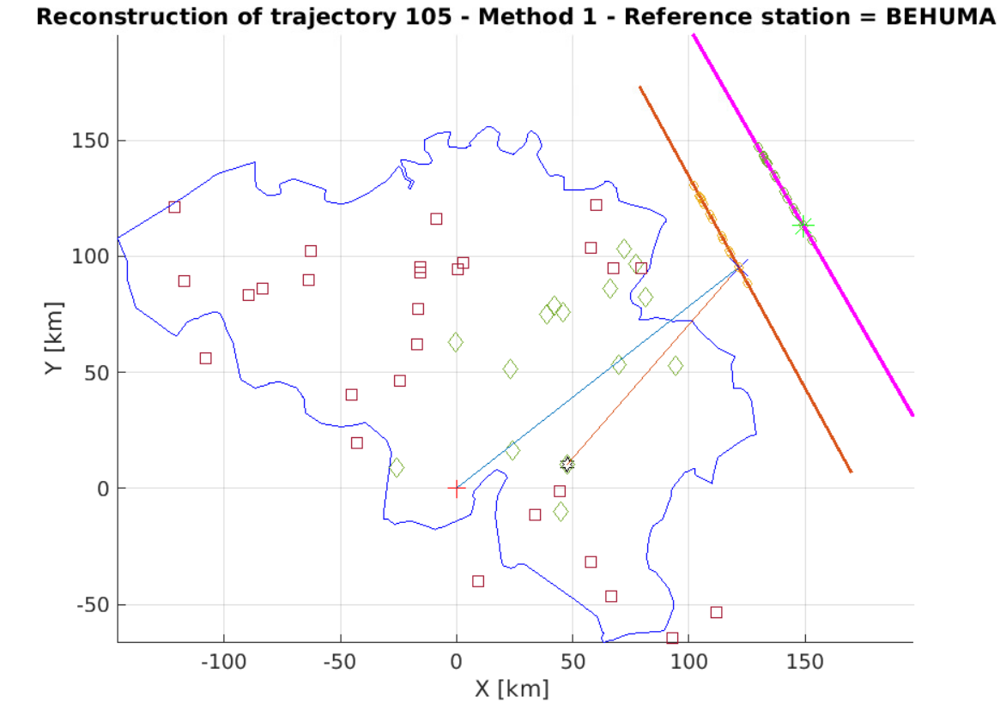 Reconstruction of trajectory 105 - Method 1 - Reference station = BEHUMA
150
100
50
0
-50
Y [km]
-100 -50 0 50 100 150
X [km]